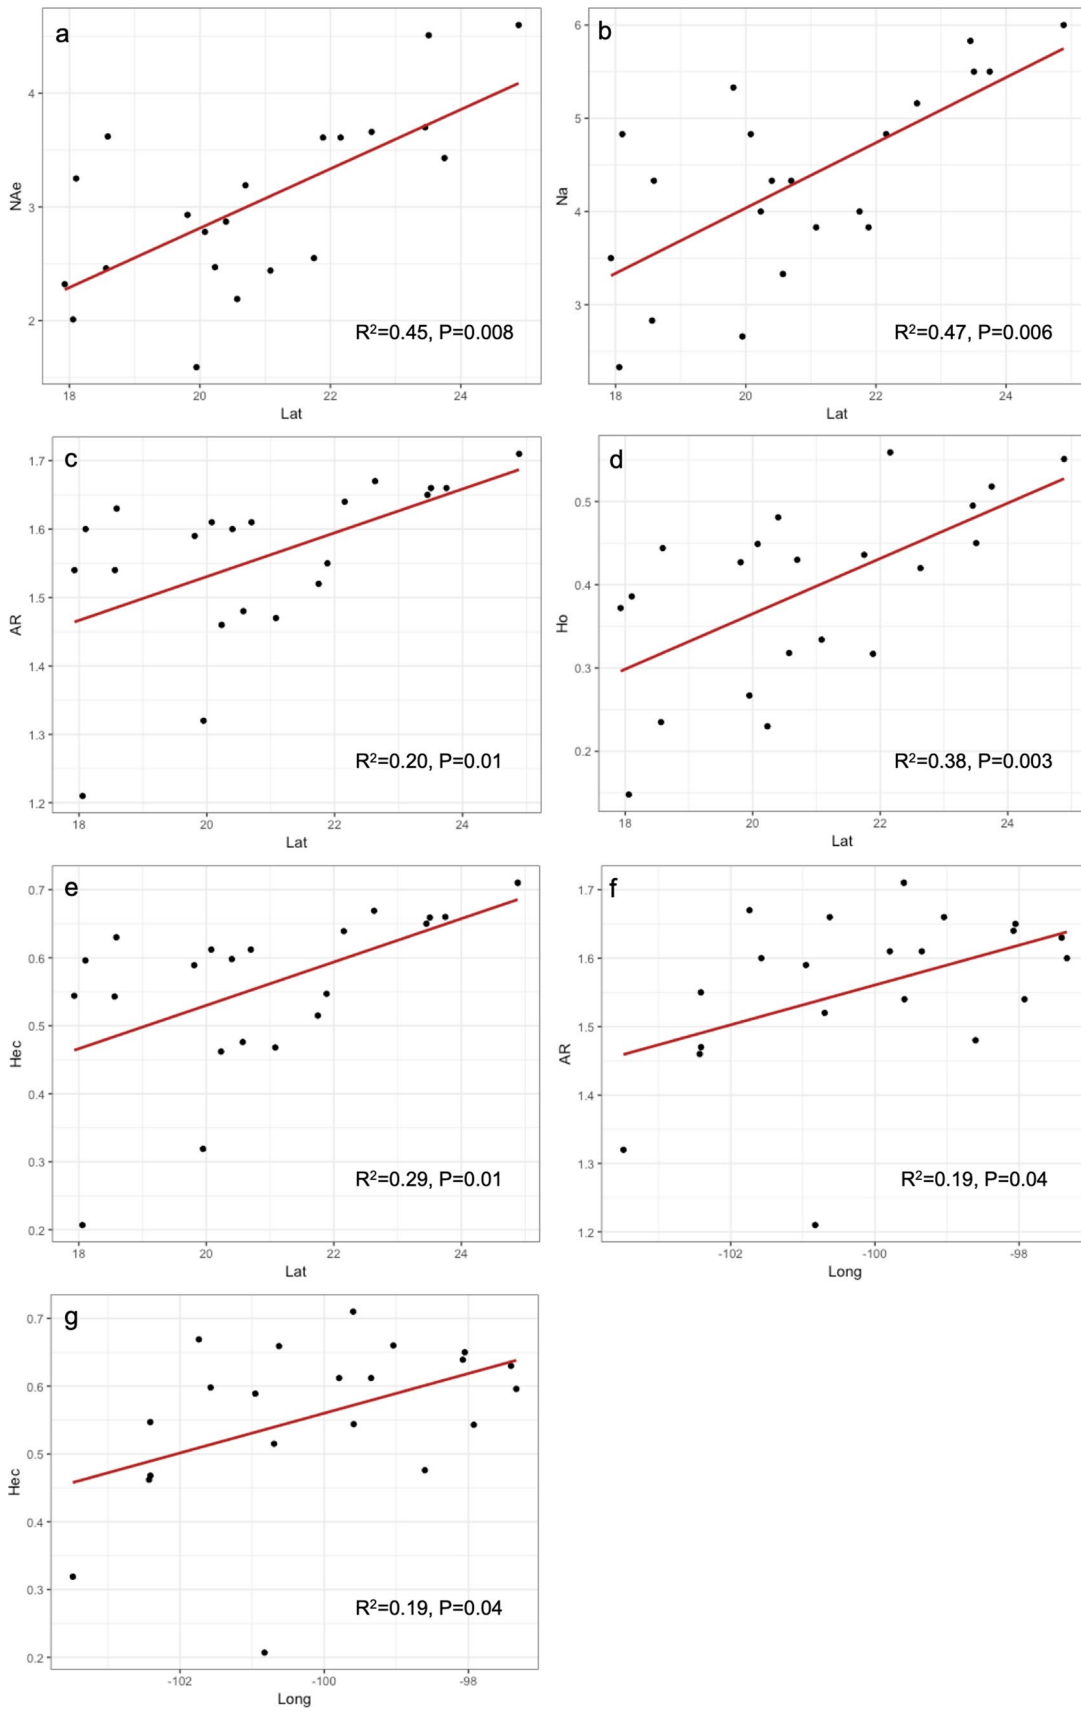 a
NAe
4
3
2
R²=0.45, P=0.008
18 20 22 24
Lat
b
Na
6
5
4
3
R²=0.47, P=0.006
18 20 22 24
Lat
c
AR
1.7
1.6
1.5
1.4
1.3
1.2
R²=0.20, P=0.01
18 20 22 24
Lat
d
Ho
0.5
0.4
0.3
0.2
R²=0.38, P=0.003
18 20 22 24
Lat
e
Hec
0.7
0.6
0.5
0.4
0.3
0.2
R²=0.29, P=0.01
18 20 22 24
Lat
f
AR
1.7
1.6
1.5
1.4
1.3
1.2
R²=0.19, P=0.04
-102 -100 -98
Long
g
Hec
0.7
0.6
0.5
0.4
0.3
0.2
R²=0.19, P=0.04
-102 -100 -98
Long